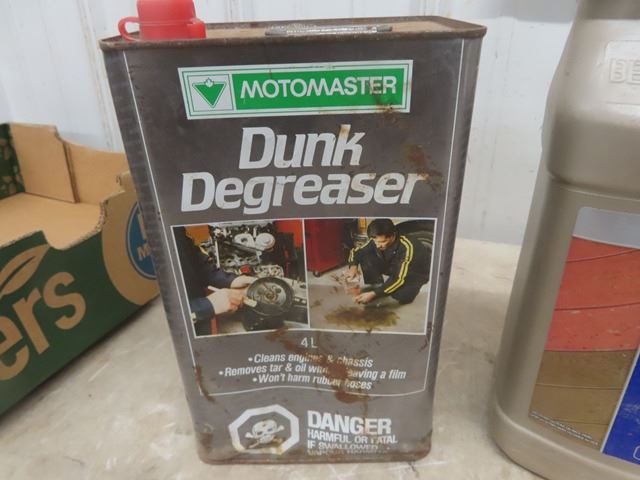 MOTOMASTER
Dunk
Degreaser
4L
• Cleans engines & chassis
• Removes tar & oil without leaving a film
• Won't harm rubber hoses
DANGER
HARMFUL OR FATAL
IF SWALLOWED
ers